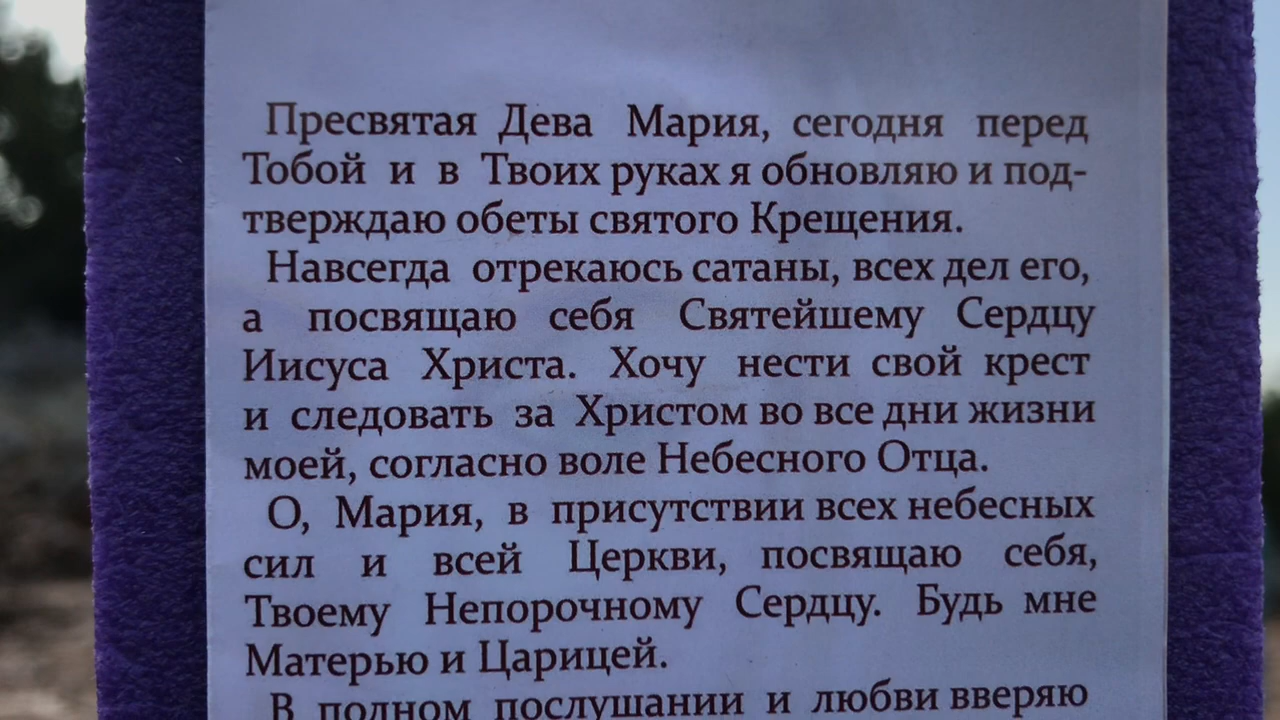 Пресвятая Дева Мария, сегодня перед
Тобой и в Твоих руках я обновляю и под-
тверждаю обеты святого Крещения.
Навсегда отрекаюсь сатаны, всех дел его,
а посвящаю себя Святейшему Сердцу
Иисуса Христа. Хочу нести свой крест
и следовать за Христом во все дни жизни
моей, согласно воле Небесного Отца.
О, Мария, в присутствии всех небесных
сил и всей Церкви, посвящаю себя,
Твоему Непорочному Сердцу. Будь мне
Матерью и Царицей.
В полном послушании и любви вверяю